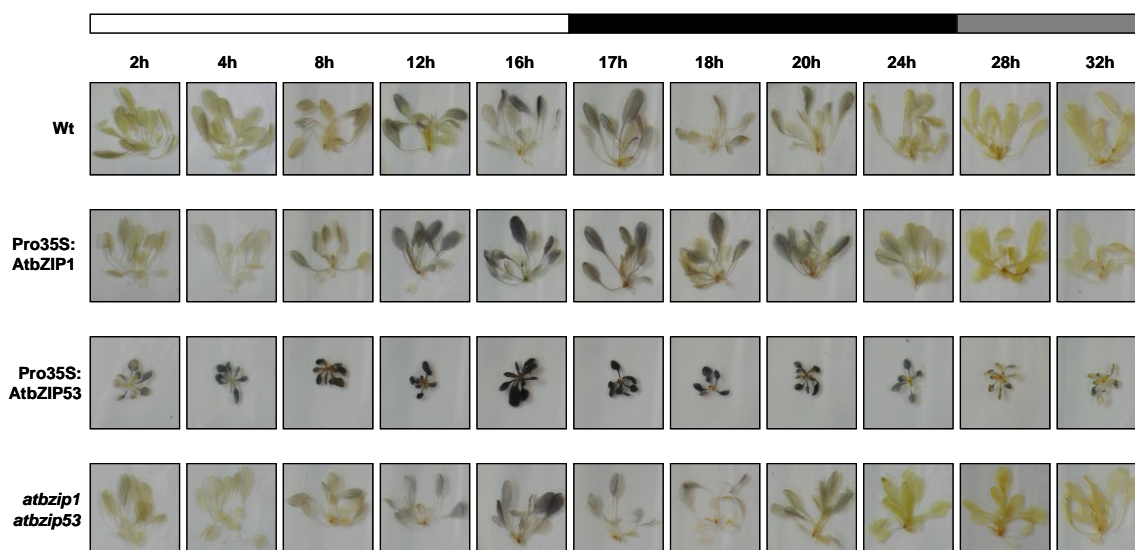 2h 4h 8h 12h 16h 17h 18h 20h 24h 28h 32h
Wt
Pro35S:
AtbZIP1
Pro35S:
AtbZIP53
atbzip1
atbzip53